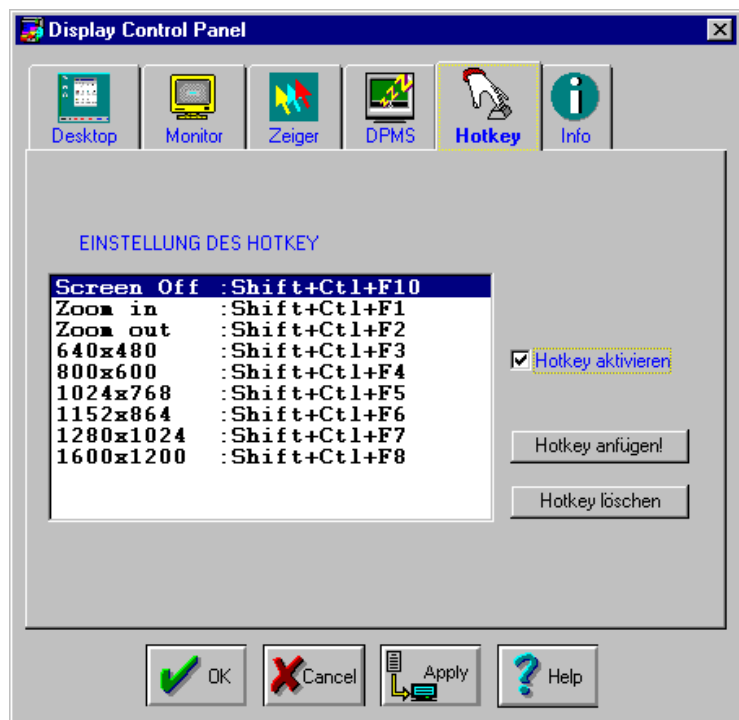 Display Control Panel
Desktop
Monitor
Zeiger
DPMS
Hotkey
Info
EINSTELLUNG DES HOTKEY
Screen Off :Shift+Ctl+F10
Zoom in :Shift+Ctl+F1
Zoom out :Shift+Ctl+F2
640x480 :Shift+Ctl+F3
800x600 :Shift+Ctl+F4
1024x768 :Shift+Ctl+F5
1152x864 :Shift+Ctl+F6
1280x1024 :Shift+Ctl+F7
1600x1200 :Shift+Ctl+F8
Hotkey aktivieren
Hotkey anfügen!
Hotkey löschen
OK
Cancel
Apply
Help